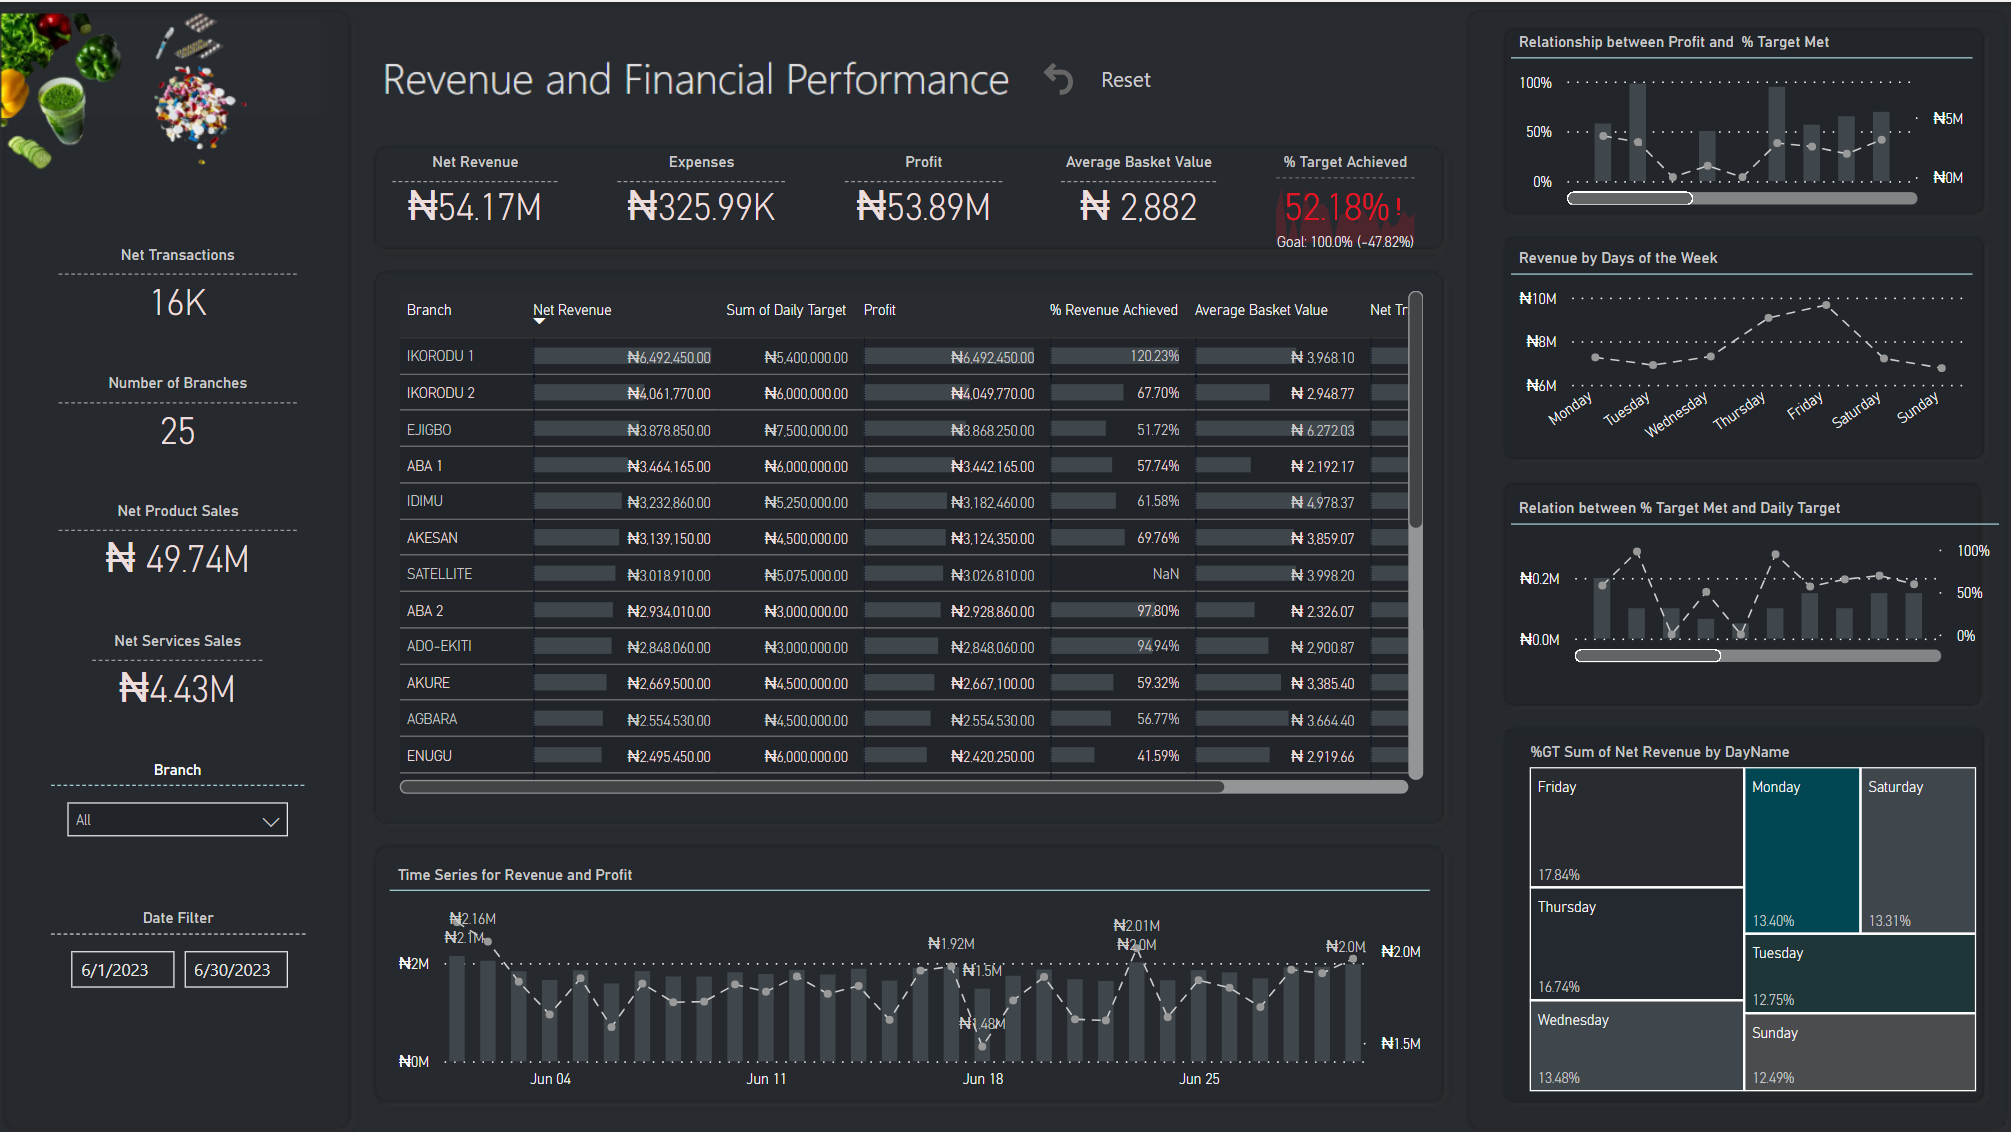 Revenue and Financial Performance
Reset
Net Revenue
₦54.17M
Expenses
₦325.99K
Profit
₦53.89M
Average Basket Value
₦ 2,882
% Target Achieved
52.18%!
Goal: 100.0% (-47.82%)
Net Transactions
16K
Number of Branches
25
Net Product Sales
₦ 49.74M
Net Services Sales
₦4.43M
Branch
All
Date Filter
6/1/2023 6/30/2023
Branch Net Revenue Sum of Daily Target Profit % Revenue Achieved Average Basket Value Net Tr
IKORODU 1 ₦6,492,450.00 ₦5,400,000.00 ₦6,492,450.00 120.23% ₦ 3,968.10
IKORODU 2 ₦4,061,770.00 ₦6,000,000.00 ₦4,049,770.00 67.70% ₦ 2,948.77
EJIGBO ₦3,878,850.00 ₦7,500,000.00 ₦3,868,250.00 51.72% ₦ 6,272.03
ABA 1 ₦3,464,165.00 ₦6,000,000.00 ₦3,442,165.00 57.74% ₦ 2,192.17
IDIMU ₦3,232,860.00 ₦5,250,000.00 ₦3,182,460.00 61.58% ₦ 4,978.37
AKESAN ₦3,139,150.00 ₦4,500,000.00 ₦3,124,350.00 69.76% ₦ 3,859.07
SATELLITE ₦3,018,910.00 ₦5,075,000.00 ₦3,026,810.00 NaN ₦ 3,998.20
ABA 2 ₦2,934,010.00 ₦3,000,000.00 ₦2,928,860.00 97.80% ₦ 2,326.07
ADO-EKITI ₦2,848,060.00 ₦3,000,000.00 ₦2,848,060.00 94.94% ₦ 2,900.87
AKURE ₦2,669,500.00 ₦4,500,000.00 ₦2,667,100.00 59.32% ₦ 3,385.40
AGBARA ₦2,554,530.00 ₦4,500,000.00 ₦2,554,530.00 56.77% ₦ 3,664.40
ENUGU ₦2,495,450.00 ₦6,000,000.00 ₦2,420,250.00 41.59% ₦ 2,919.66
Time Series for Revenue and Profit
₦2.16M
₦2.1M
₦1.92M
₦1.5M
₦1.48M
₦2.01M
₦2.0M
₦2.0M
₦2M
₦0M
₦2.0M
₦1.5M
Jun 04 Jun 11 Jun 18 Jun 25
Relationship between Profit and % Target Met
100%
50%
0%
₦5M
₦0M
Revenue by Days of the Week
₦10M
₦8M
₦6M
Monday Tuesday Wednesday Thursday Friday Saturday Sunday
Relation between % Target Met and Daily Target
₦0.2M
₦0.0M
100%
50%
0%
%GT Sum of Net Revenue by DayName
Friday
17.84%
Thursday
16.74%
Wednesday
13.48%
Monday
13.40%
Saturday
13.31%
Tuesday
12.75%
Sunday
12.49%